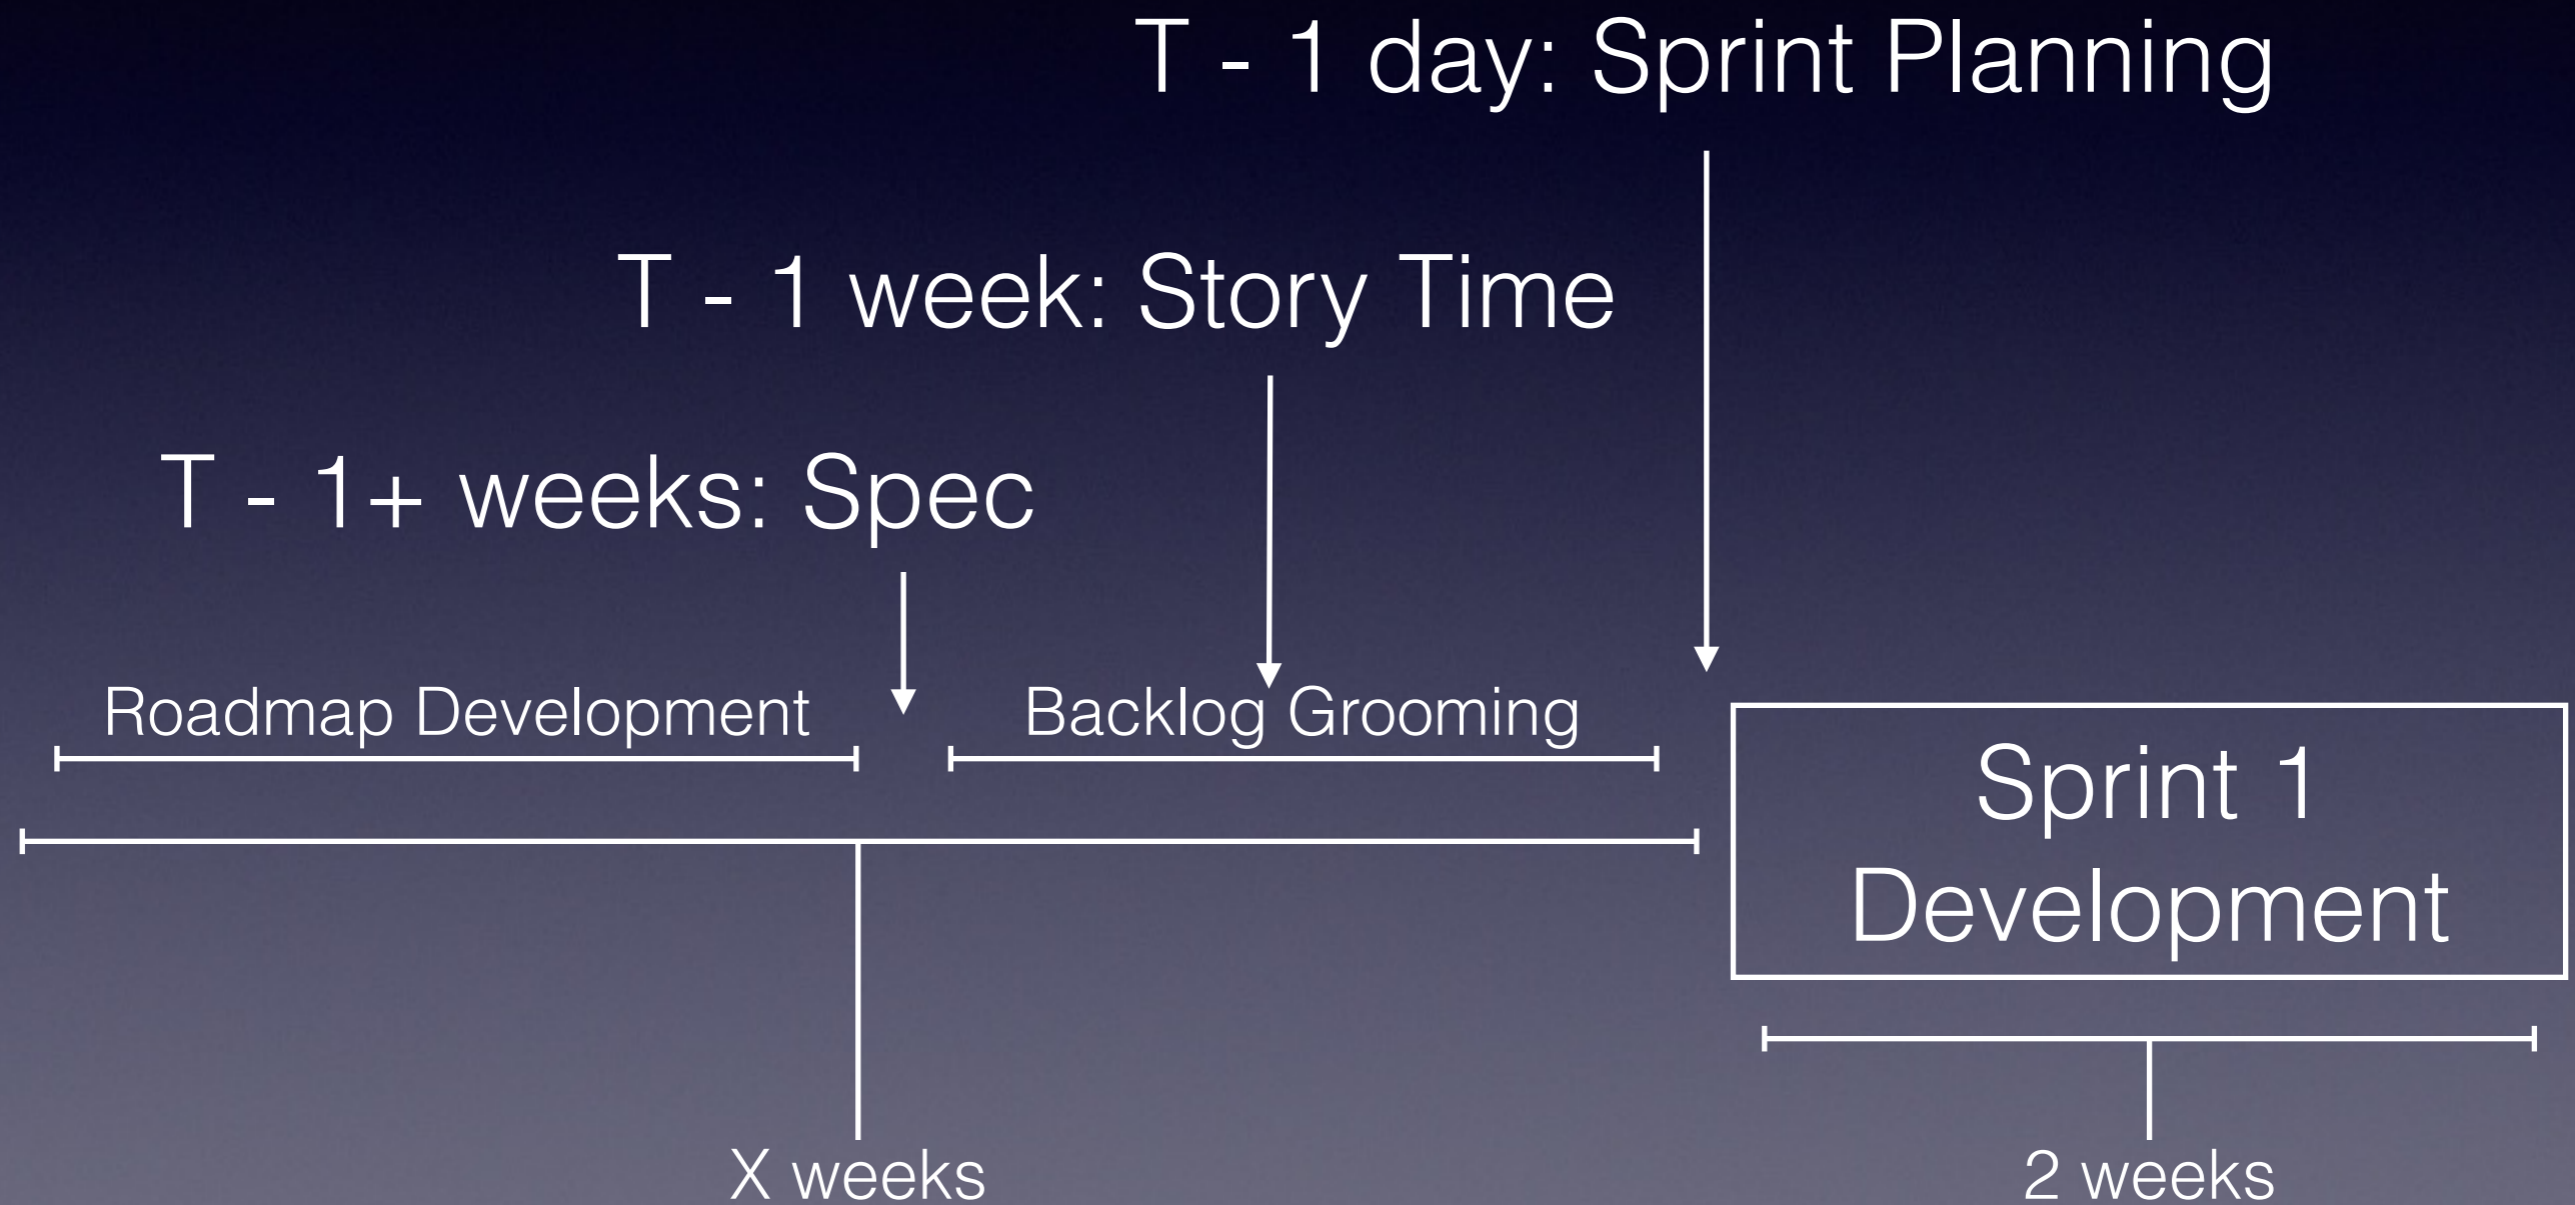 T - 1 day: Sprint Planning
T - 1 week: Story Time
T - 1+ weeks: Spec
Roadmap Development
Backlog Grooming
Sprint 1
Development
X weeks
2 weeks